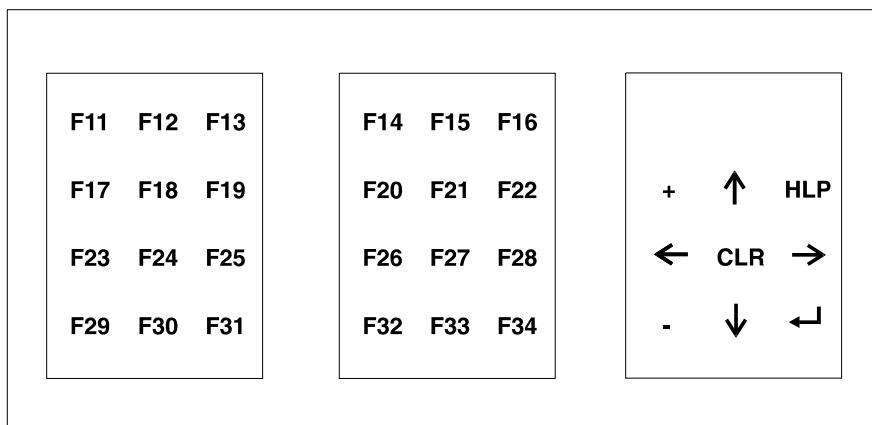 F11 F12 F13 F14 F15 F16
F17 F18 F19 F20 F21 F22 + ↑ HLP
F23 F24 F25 F26 F27 F28 ← CLR →
F29 F30 F31 F32 F33 F34 - ↓ ↵